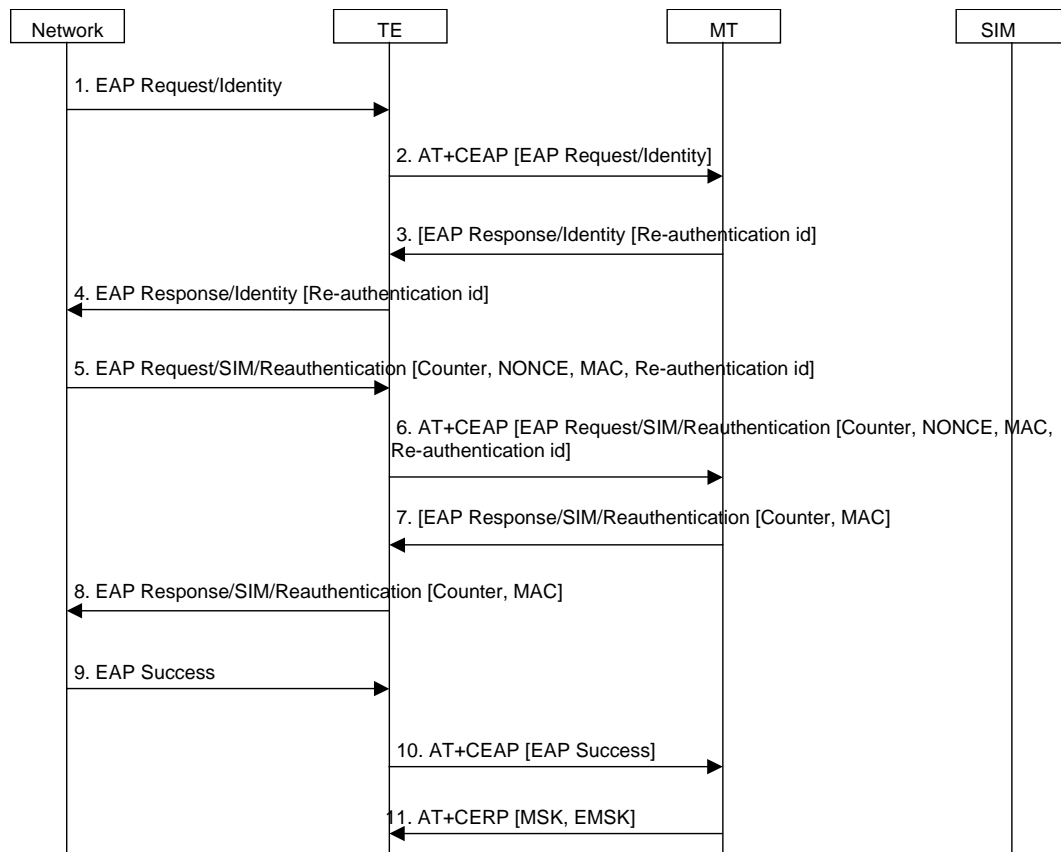 Network
TE
MT
SIM
1. EAP Request/Identity
2. AT+CEAP [EAP Request/Identity]
3. [EAP Response/Identity [Re-authentication id]
4. EAP Response/Identity [Re-authentication id]
5. EAP Request/SIM/Reauthentication [Counter, NONCE, MAC, Re-authentication id]
6. AT+CEAP [EAP Request/SIM/Reauthentication [Counter, NONCE, MAC,
Re-authentication id]
7. [EAP Response/SIM/Reauthentication [Counter, MAC]
8. EAP Response/SIM/Reauthentication [Counter, MAC]
9. EAP Success
10. AT+CEAP [EAP Success]
11. AT+CERP [MSK, EMSK]